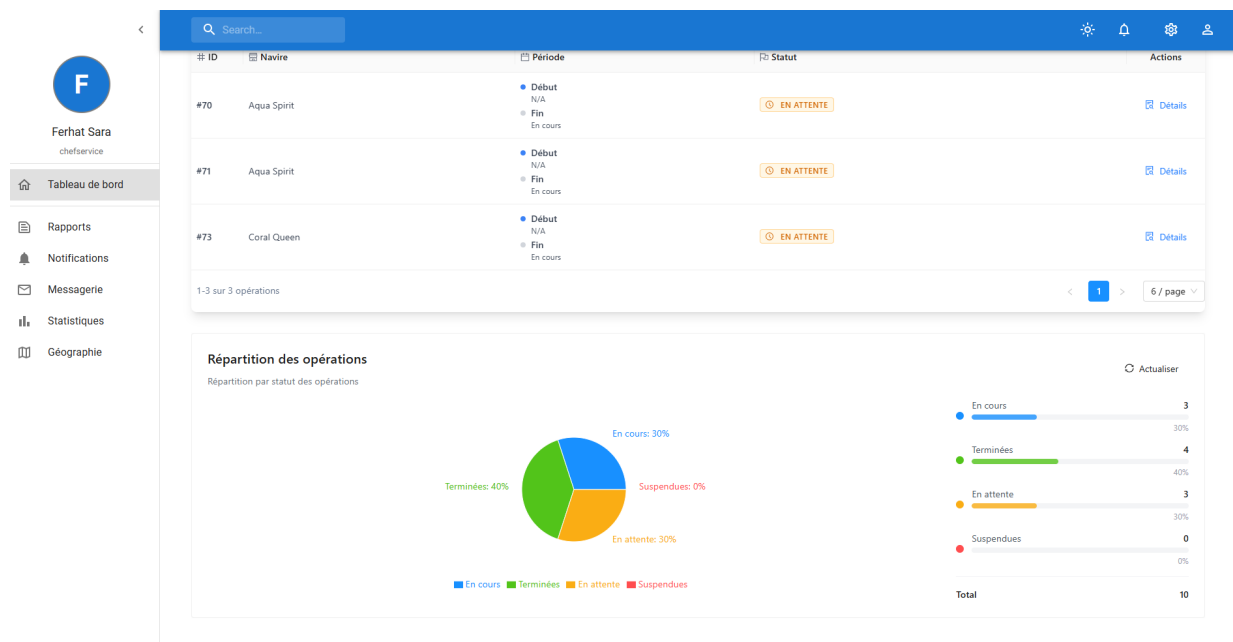 Search...
F
Ferhat Sara
chefservice
Tableau de bord
Rapports
Notifications
Messagerie
Statistiques
Géographie
# ID Navire Période Statut Actions
#70 Aqua Spirit Début N/A Fin En cours EN ATTENTE Détails
#71 Aqua Spirit Début N/A Fin En cours EN ATTENTE Détails
#73 Coral Queen Début N/A Fin En cours EN ATTENTE Détails
1-3 sur 3 opérations < 1 > 6 / page
Répartition des opérations
Répartition par statut des opérations
Actualiser
En cours: 30%
Terminées: 40%
Suspendues: 0%
En attente: 30%
En cours Terminées En attente Suspendues
En cours 3
30%
Terminées 4
40%
En attente 3
30%
Suspendues 0
0%
Total 10